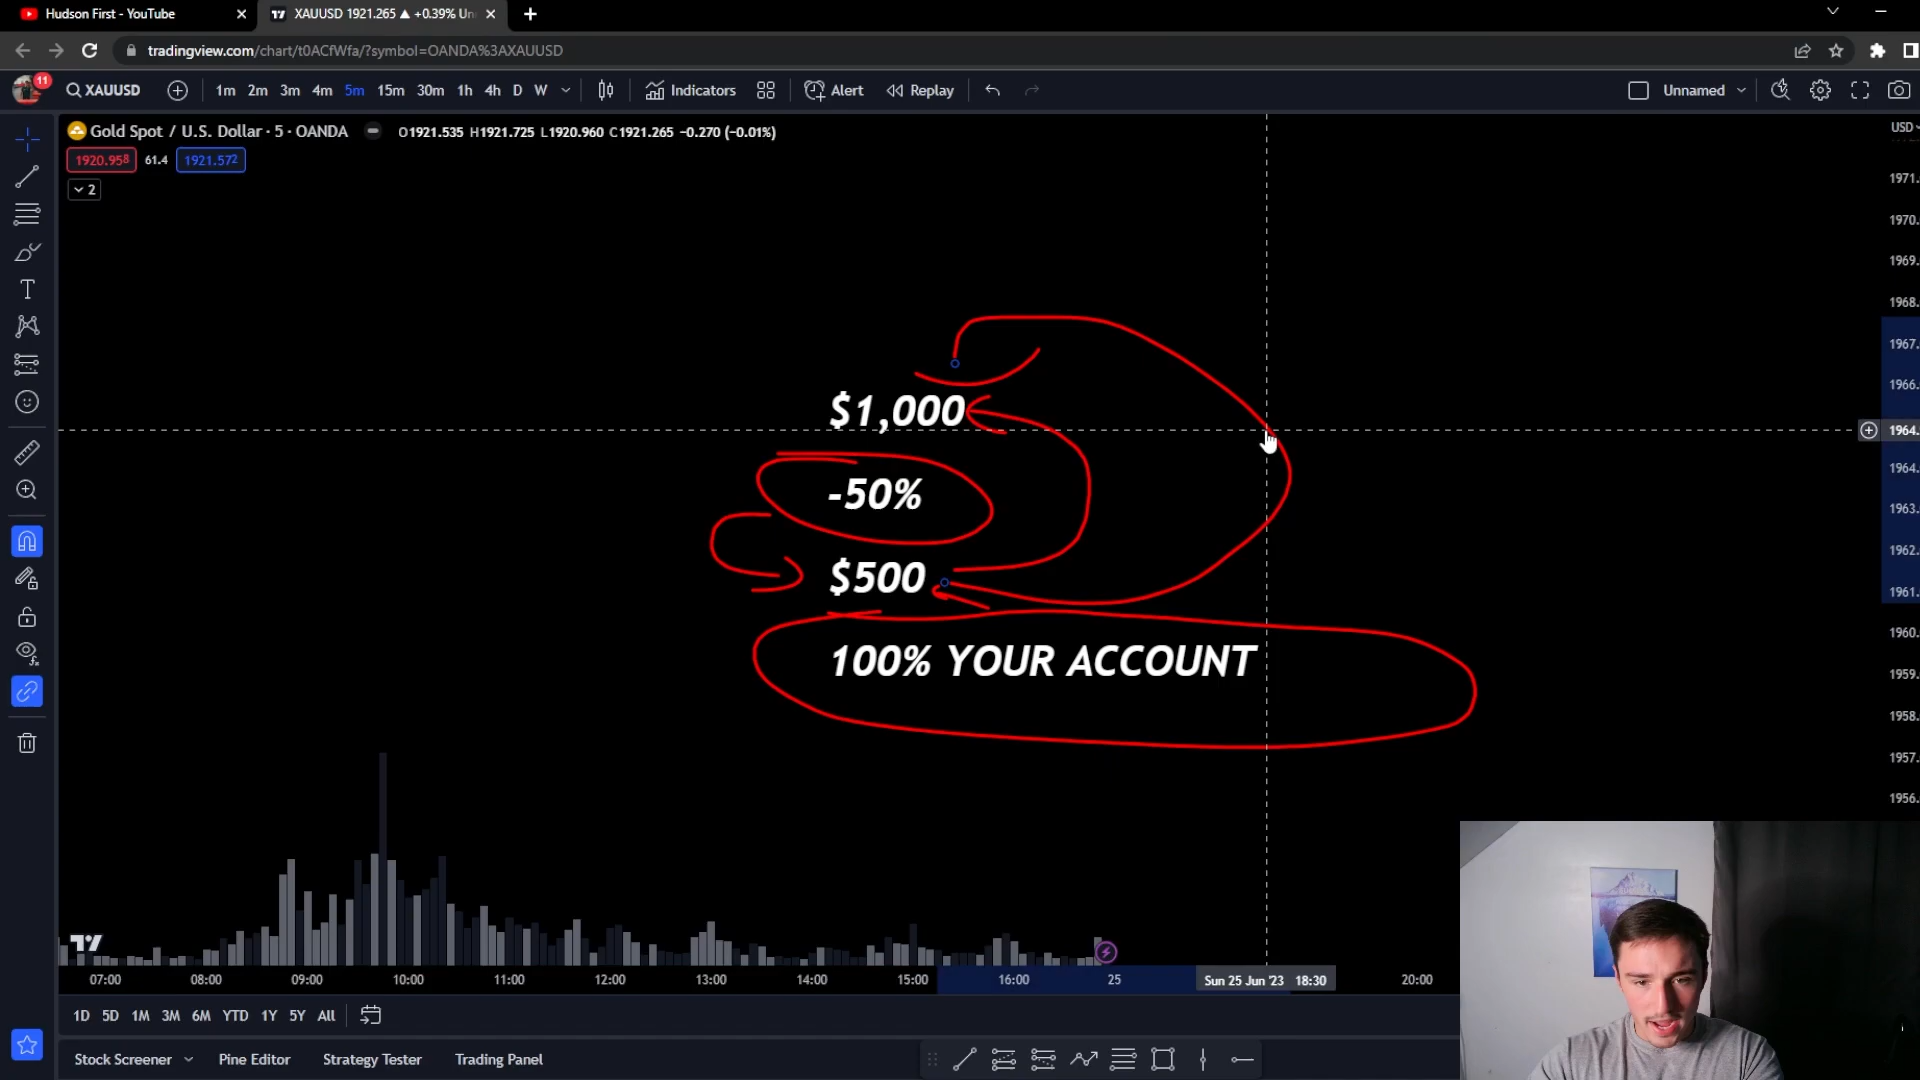 Hudson First - YouTube
XAUUSD 1921.265 ▲ +0.39% Un
tradingview.com/chart/t0ACfWfa/?symbol=OANDA%3AXAUUSD
11
XAUUSD
1m 2m 3m 4m 5m 15m 30m 1h 4h D W
Indicators
Alert
Replay
Unnamed
Gold Spot / U.S. Dollar · 5 · OANDA
O1921.535 H1921.725 L1920.960 C1921.265 −0.270 (−0.01%)
USD
1920.958 61.4 1921.572
2
1971.
1970.
1969.
1968.
1967.
1966.
1964.
1964.
1963.
1962.
1961.
1960.
1959.
1958.
1957.
1956.
$1,000
-50%
$500
100% YOUR ACCOUNT
07:00 08:00 09:00 10:00 11:00 12:00 13:00 14:00 15:00 16:00 25 Sun 25 Jun '23 18:30 20:00
1D 5D 1M 3M 6M YTD 1Y 5Y All
Stock Screener
Pine Editor
Strategy Tester
Trading Panel